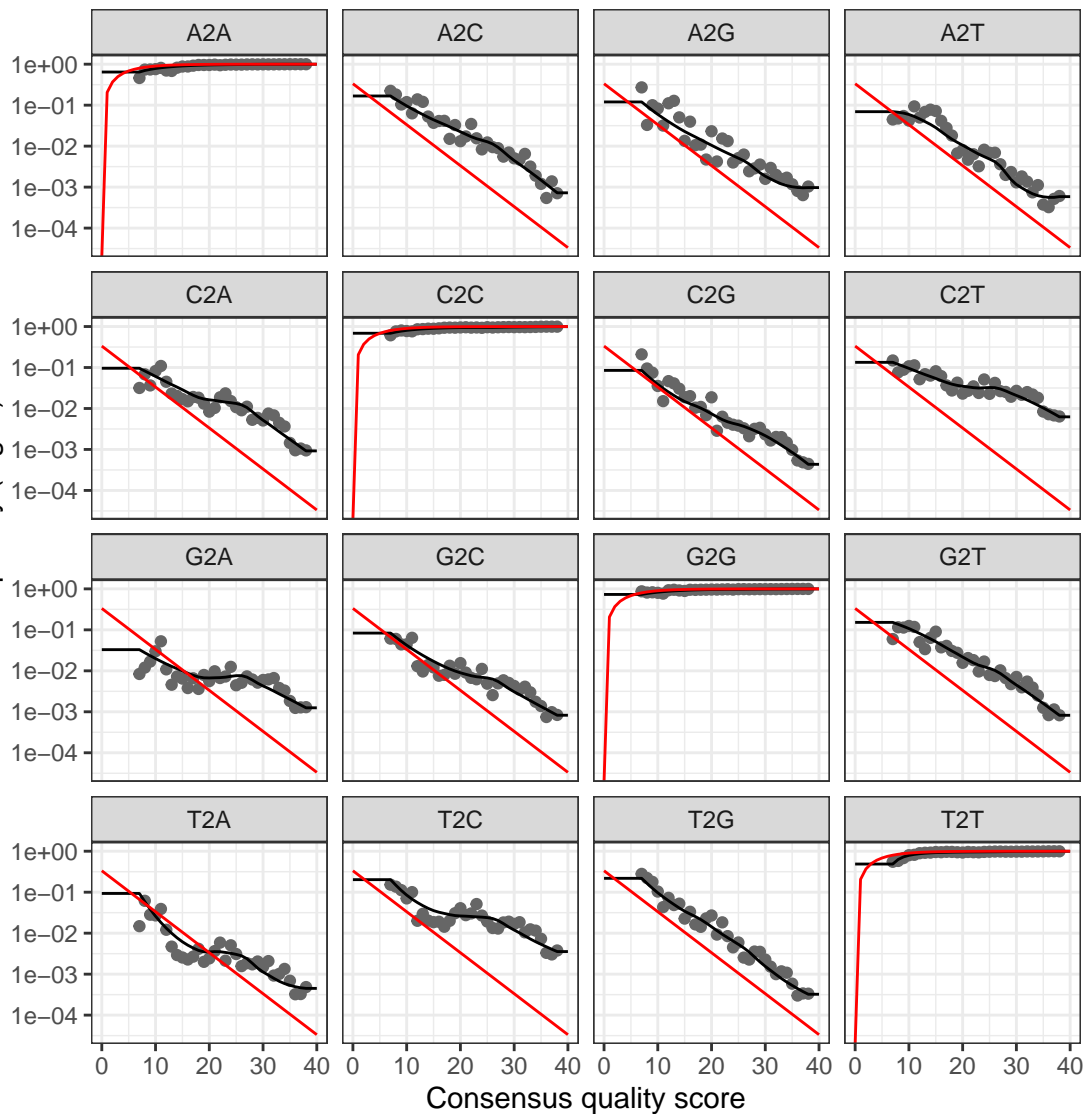 A2A A2C A2G A2T
1e+00
1e−01
1e−02
1e−03
1e−04
C2A C2C C2G C2T
1e+00
1e−01
1e−02
1e−03
1e−04
G2A G2C G2G G2T
1e+00
1e−01
1e−02
1e−03
1e−04
T2A T2C T2G T2T
1e+00
1e−01
1e−02
1e−03
1e−04
0 10 20 30 40 0 10 20 30 40 0 10 20 30 40 0 10 20 30 40
Consensus quality score